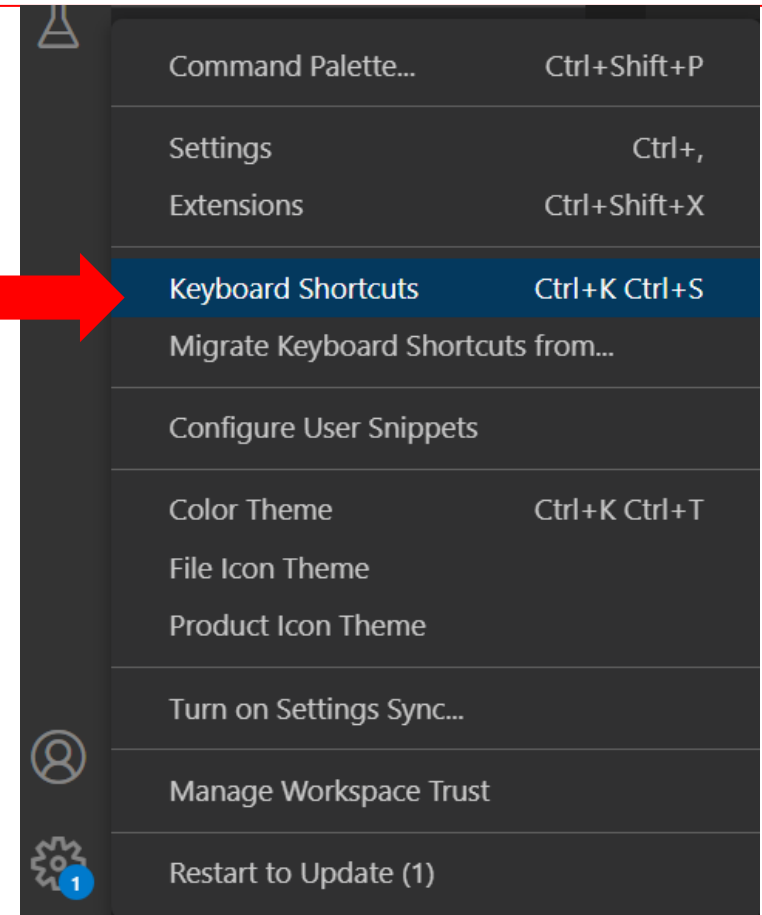 Command Palette... Ctrl+Shift+P
Settings Ctrl+,
Extensions Ctrl+Shift+X
Keyboard Shortcuts Ctrl+K Ctrl+S
Migrate Keyboard Shortcuts from...
Configure User Snippets
Color Theme Ctrl+K Ctrl+T
File Icon Theme
Product Icon Theme
Turn on Settings Sync...
Manage Workspace Trust
1
Restart to Update (1)